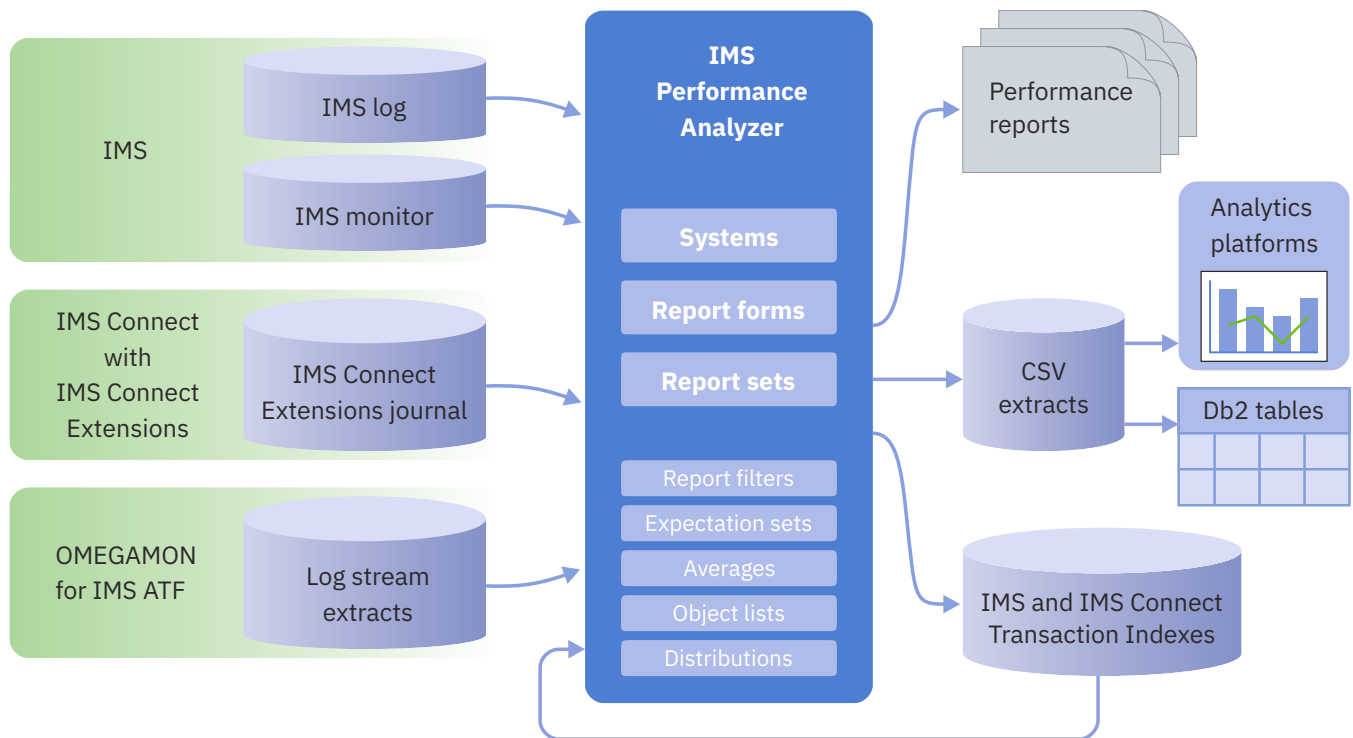 IMS
IMS log
IMS monitor
IMS Connect
with
IMS Connect
Extensions
IMS Connect
Extensions journal
OMEGAMON
for IMS ATF
Log stream
extracts
IMS
Performance
Analyzer
Systems
Report forms
Report sets
Report filters
Expectation sets
Averages
Object lists
Distributions
Performance
reports
CSV
extracts
Analytics
platforms
Db2 tables
IMS and IMS Connect
Transaction Indexes